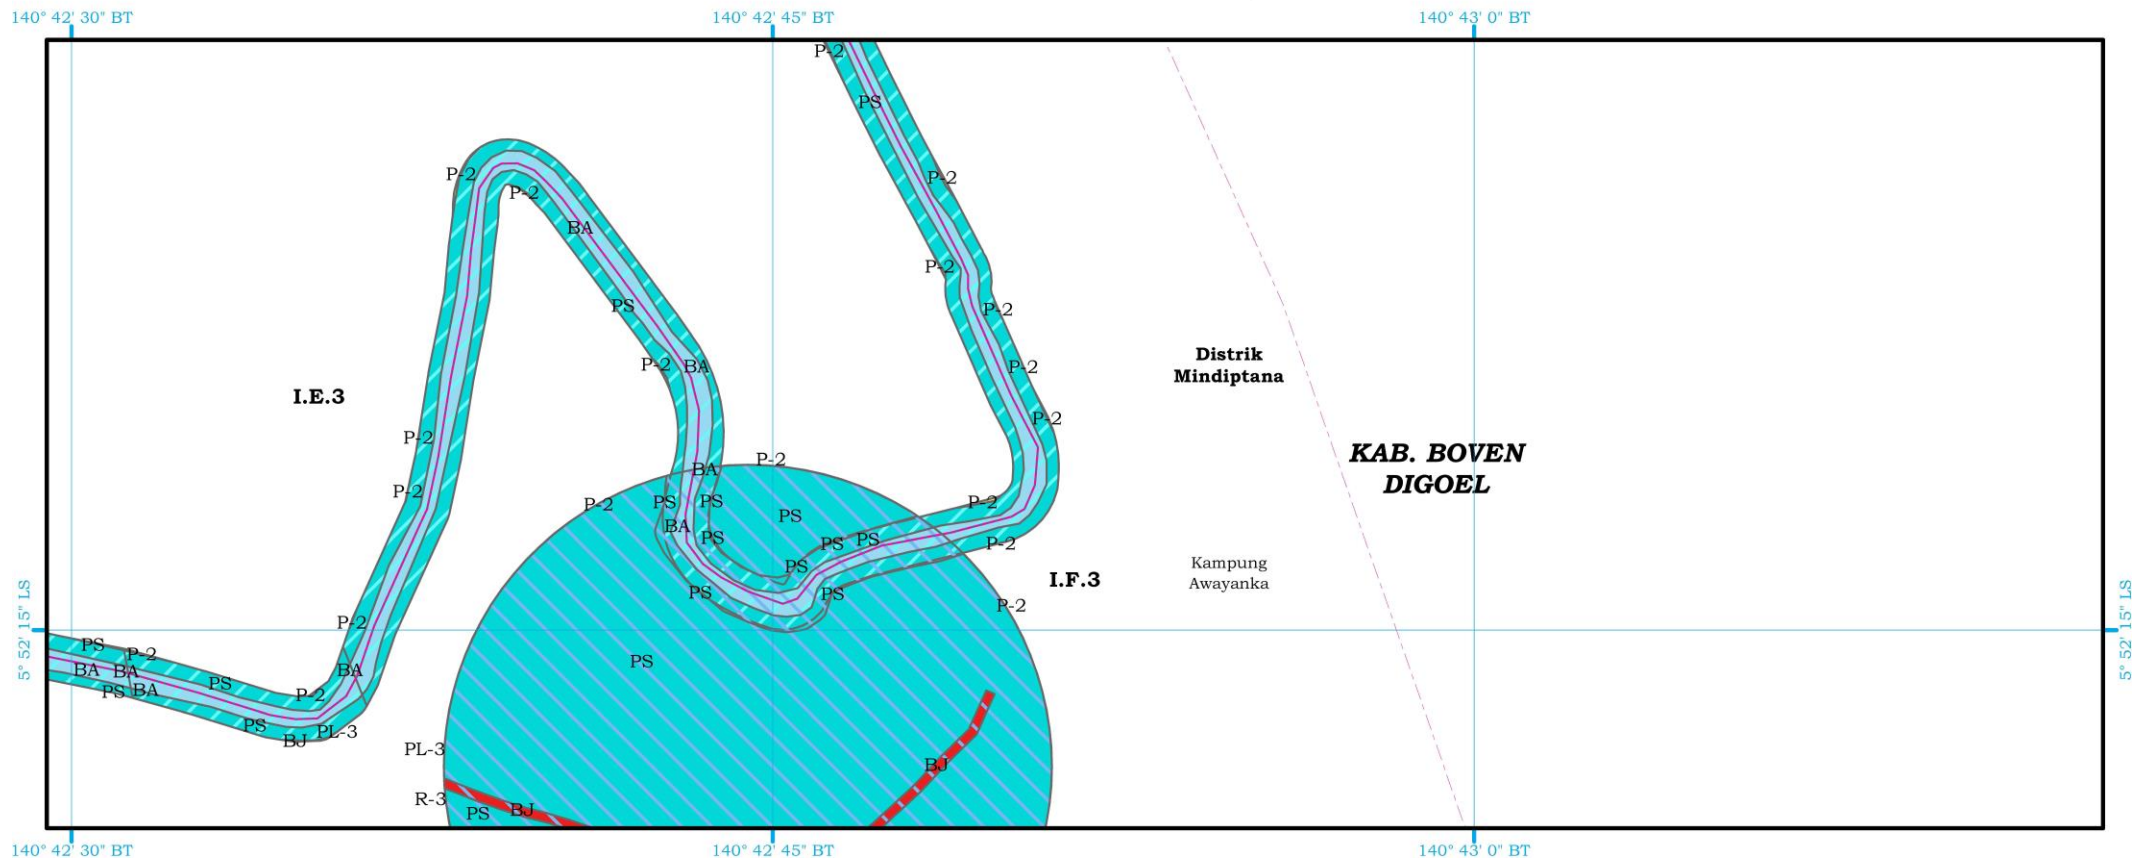 140° 42' 30" BT
140° 42' 45" BT
140° 43' 0" BT
P-2
PS
P-2
P-2
P-2
BA
P-2
PS
P-2
P-2
BA
P-2
Distrik
Mindiptana
I.E.3
P-2
P-2
KAB. BOVEN
DIGOEL
P-2
BA
P-2
PS
PS
P-2
P-2
PS
BA
PS
PS
PS
P-2
PS
Kampung
Awayanka
I.F.3
PS
PS
P-2
P-2
5° 52' 15" LS
5° 52' 15" LS
PS
P-2
PS
BA
BA
BA
PS
PS
BA
P-2
PS
PL-3
BJ
PL-3
BJ
R-3
PS
BJ
140° 42' 30" BT
140° 42' 45" BT
140° 43' 0" BT